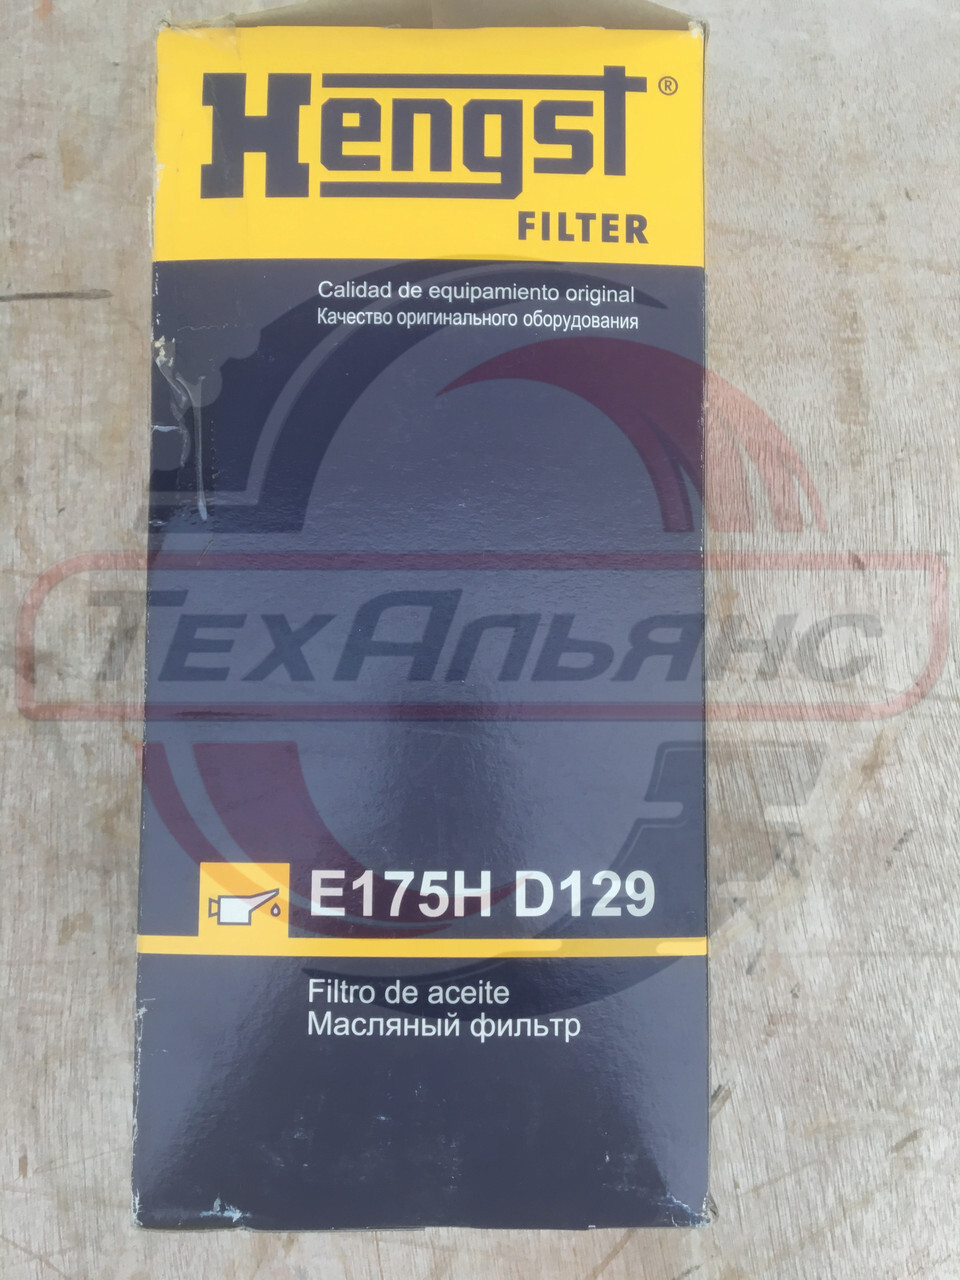 Hengst®
FILTER
Calidad de equipamiento original
Качество оригинального оборудования
ТехАльянс
E175H D129
Filtro de aceite
Масляный фильтр